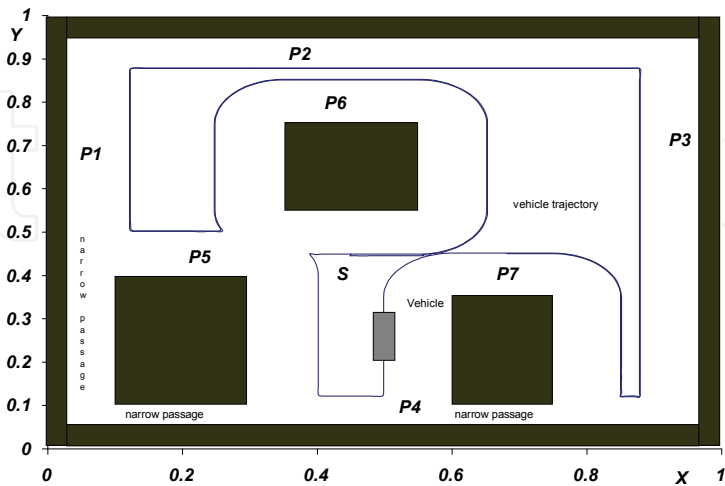 1
Y
0.9
P2
0.8
P6
0.7
P1
P3
0.6
vehicle trajectory
0.5
narrow passage
P5
0.4
S
P7
0.3
Vehicle
0.2
0.1
P4
narrow passage
narrow passage
0
0
0.2
0.4
0.6
0.8
X
1